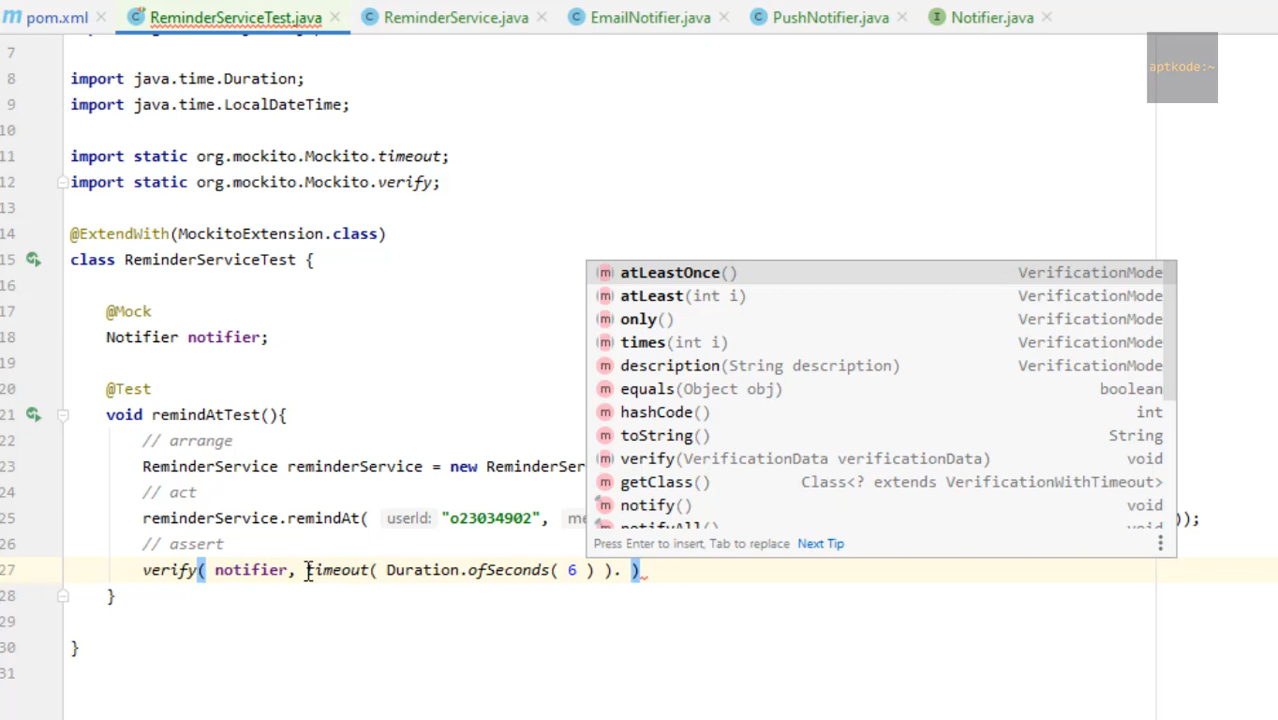 pom.xml
ReminderServiceTest.java
ReminderService.java
EmailNotifier.java
PushNotifier.java
Notifier.java
aptkode:~
7
8 import java.time.Duration;
9 import java.time.LocalDateTime;
10
11 import static org.mockito.Mockito.timeout;
12 import static org.mockito.Mockito.verify;
13
14 @ExtendWith(MockitoExtension.class)
15 class ReminderServiceTest {
16
17 @Mock
18 Notifier notifier;
19
20 @Test
21 void remindAtTest(){
22 // arrange
23 ReminderService reminderService = new ReminderSer
24 // act
25 reminderService.remindAt( userId: "o23034902", me ));
26 // assert
27 verify( notifier, timeout( Duration.ofSeconds( 6 ) ). )
28 }
29
30 }
31
atLeastOnce() VerificationMode
atLeast(int i) VerificationMode
only() VerificationMode
times(int i) VerificationMode
description(String description) VerificationMode
equals(Object obj) boolean
hashCode() int
toString() String
verify(VerificationData verificationData) void
getClass() Class<? extends VerificationWithTimeout>
notify() void
notifyAll() void
Press Enter to insert, Tab to replace Next Tip